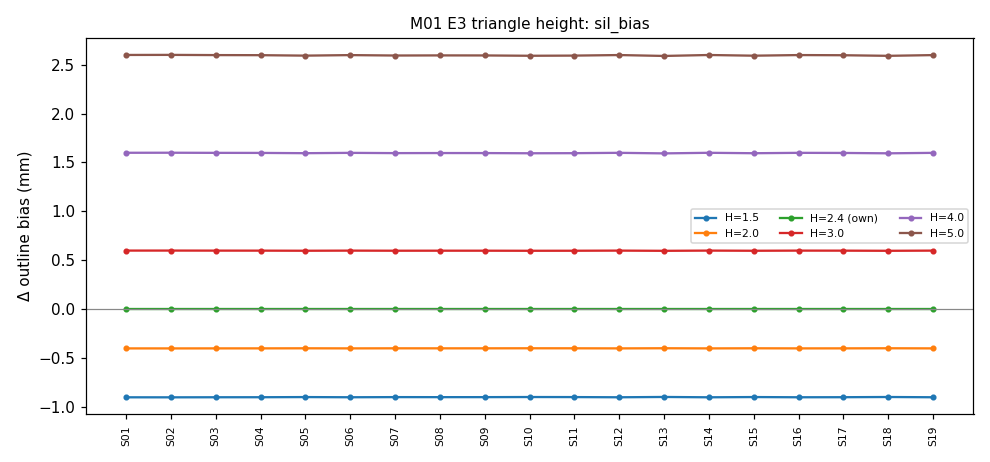 M01 E3 triangle height: sil_bias
Δ outline bias (mm)
2.5
2.0
1.5
1.0
0.5
0.0
−0.5
−1.0
H=1.5
H=2.0
H=2.4 (own)
H=3.0
H=4.0
H=5.0
S01 S02 S03 S04 S05 S06 S07 S08 S09 S10 S11 S12 S13 S14 S15 S16 S17 S18 S19